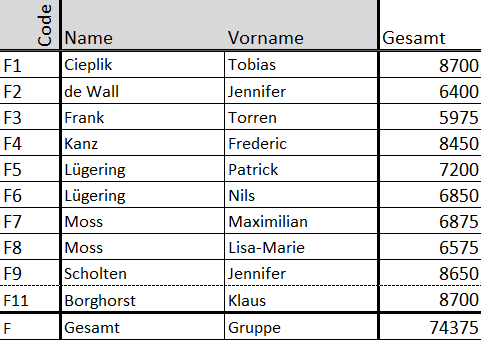 Code Name Vorname Gesamt
F1 Cieplik Tobias 8700
F2 de Wall Jennifer 6400
F3 Frank Torren 5975
F4 Kanz Frederic 8450
F5 Lügering Patrick 7200
F6 Lügering Nils 6850
F7 Moss Maximilian 6875
F8 Moss Lisa-Marie 6575
F9 Scholten Jennifer 8650
F11 Borghorst Klaus 8700
F Gesamt Gruppe 74375